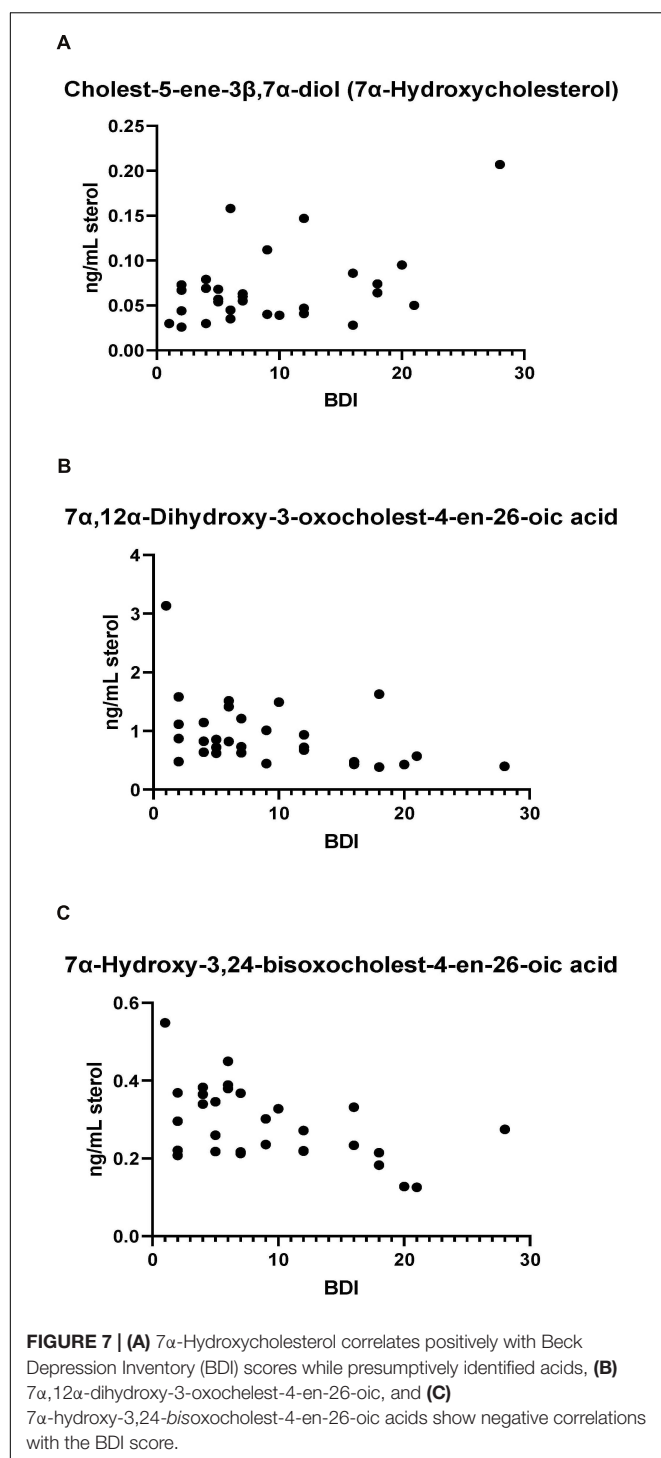 A
Cholest-5-ene-3β,7α-diol (7α-Hydroxycholesterol)
0.25
0.20
0.15
0.10
0.05
0.00
ng/mL sterol
0 10 20 30
BDI
B
7α,12α-Dihydroxy-3-oxocholest-4-en-26-oic acid
4
3
2
1
0
ng/mL sterol
0 10 20 30
BDI
C
7α-Hydroxy-3,24-bisoxocholest-4-en-26-oic acid
0.6
0.4
0.2
0.0
ng/mL sterol
0 10 20 30
BDI
FIGURE 7 | (A) 7α-Hydroxycholesterol correlates positively with Beck
Depression Inventory (BDI) scores while presumptively identified acids, (B)
7α,12α-dihydroxy-3-oxochelest-4-en-26-oic, and (C)
7α-hydroxy-3,24-bisoxocholest-4-en-26-oic acids show negative correlations
with the BDI score.